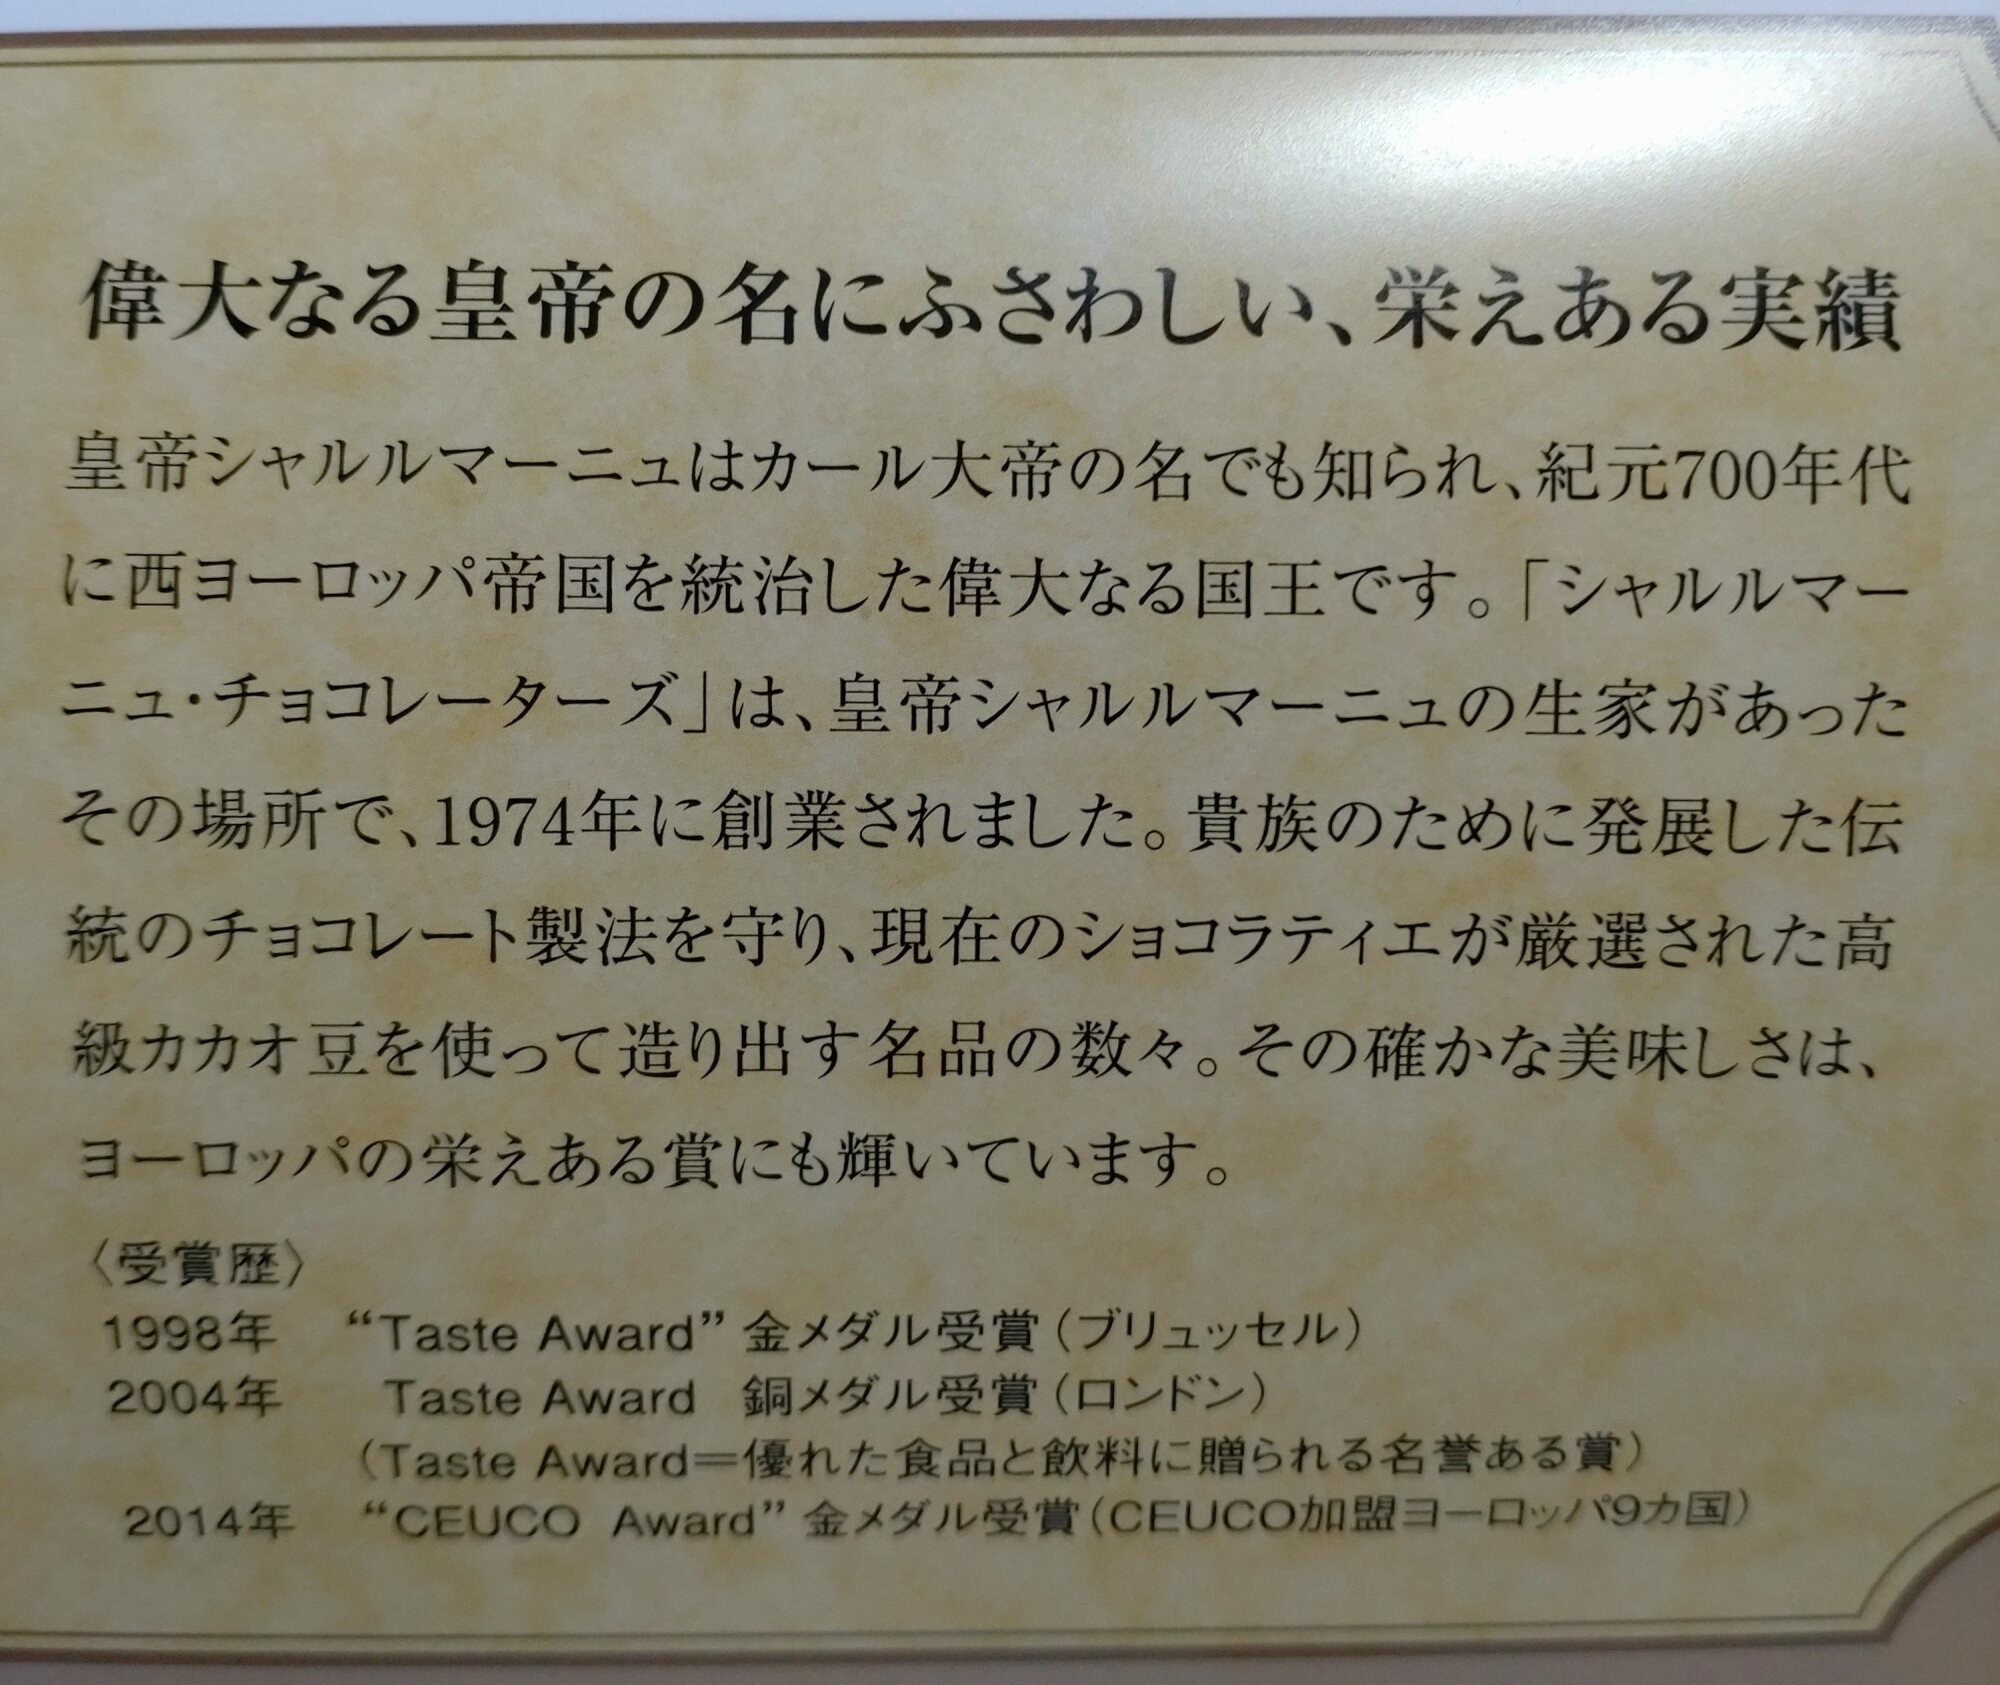 偉大なる皇帝の名にふさわしい、栄えある実績
皇帝シャルルマーニュはカール大帝の名でも知られ、紀元700年代
に西ヨーロッパ帝国を統治した偉大なる国王です。「シャルルマー
ニュ・チョコレーターズ」は、皇帝シャルルマーニュの生家があった
その場所で、1974年に創業されました。貴族のために発展した伝
統のチョコレート製法を守り、現在のショコラティエが厳選された高
級カカオ豆を使って造り出す名品の数々。その確かな美味しさは、
ヨーロッパの栄えある賞にも輝いています。
〈受賞歴〉
1998年 “Taste Award” 金メダル受賞（ブリュッセル）
2004年 Taste Award 銅メダル受賞（ロンドン）
（Taste Award＝優れた食品と飲料に贈られる名誉ある賞）
2014年 “CEUCO Award” 金メダル受賞（CEUCO加盟ヨーロッパ9カ国）